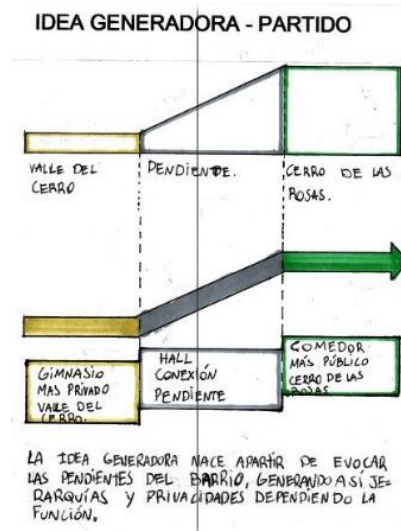 IDEA GENERADORA - PARTIDO
VALLE DEL
CERRO
PENDIENTE.
CERRO DE LAS
ROSAS.
GIMNASIO
MAS PRIVADO
VALLE DEL
CERRO.
HALL
CONEXIÓN
PENDIENTE
COMEDOR
MÁS PÚBLICO
CERRO DE LAS
ROSAS
LA IDEA GENERADORA NACE APARTIR DE EVOCAR
LAS PENDIENTES DEL BARRIO, GENERANDO ASI JE=
RARQUÍAS Y PRIVACIDADES DEPENDIENDO LA
FUNCIÓN.